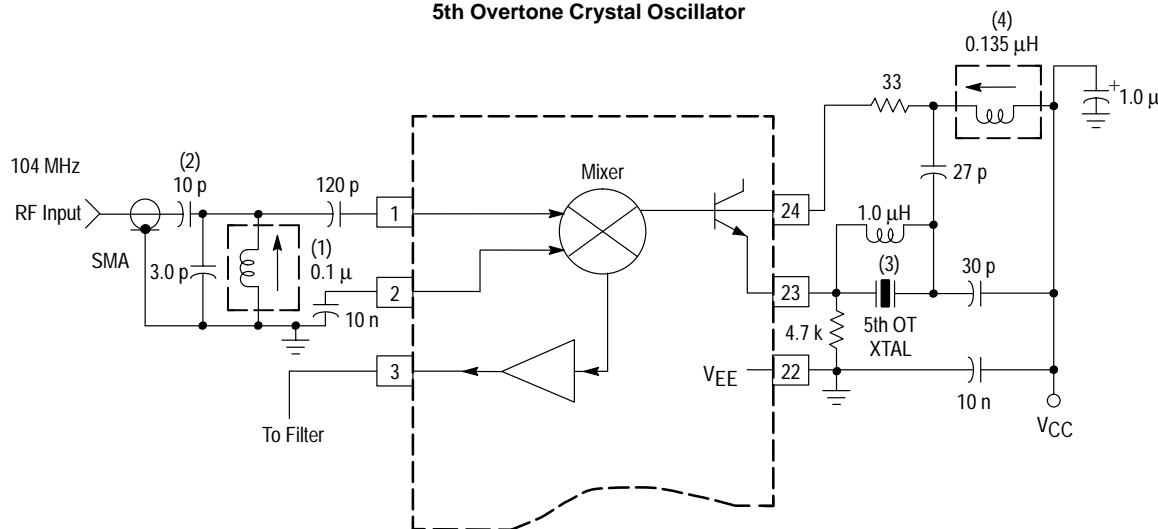 5th Overtone Crystal Oscillator
(4)
0.135 µH
33
+
1.0 µ
104 MHz
(2)
10 p
120 p
Mixer
27 p
RF Input
1
24
1.0 µH
SMA
3.0 p
(1)
0.1 µ
(3)
30 p
2
23
10 n
4.7 k
5th OT
XTAL
3
VEE
22
10 n
To Filter
VCC